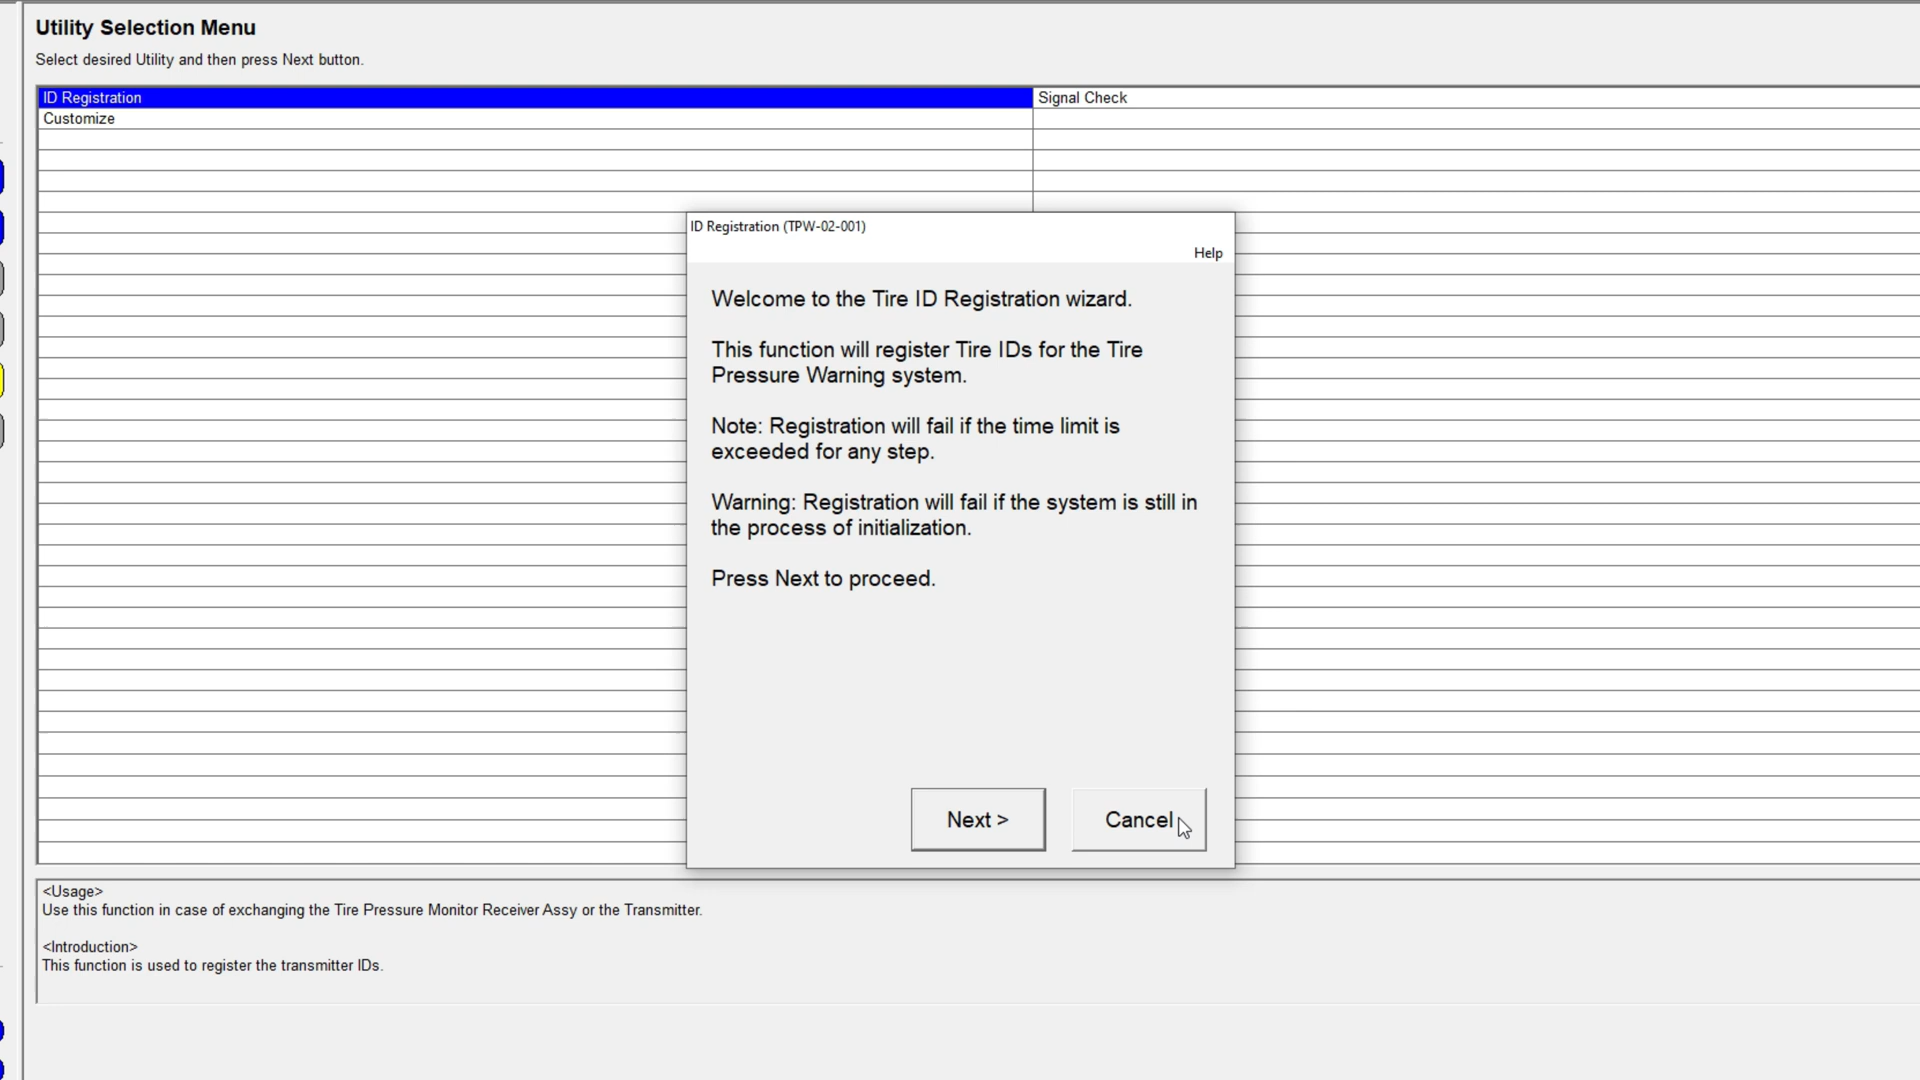 Utility Selection Menu
Select desired Utility and then press Next button.
ID Registration
Signal Check
Customize
ID Registration (TPW-02-001)
Help
Welcome to the Tire ID Registration wizard.
This function will register Tire IDs for the Tire
Pressure Warning system.
Note: Registration will fail if the time limit is
exceeded for any step.
Warning: Registration will fail if the system is still in
the process of initialization.
Press Next to proceed.
Next >
Cancel
<Usage>
Use this function in case of exchanging the Tire Pressure Monitor Receiver Assy or the Transmitter.
<Introduction>
This function is used to register the transmitter IDs.